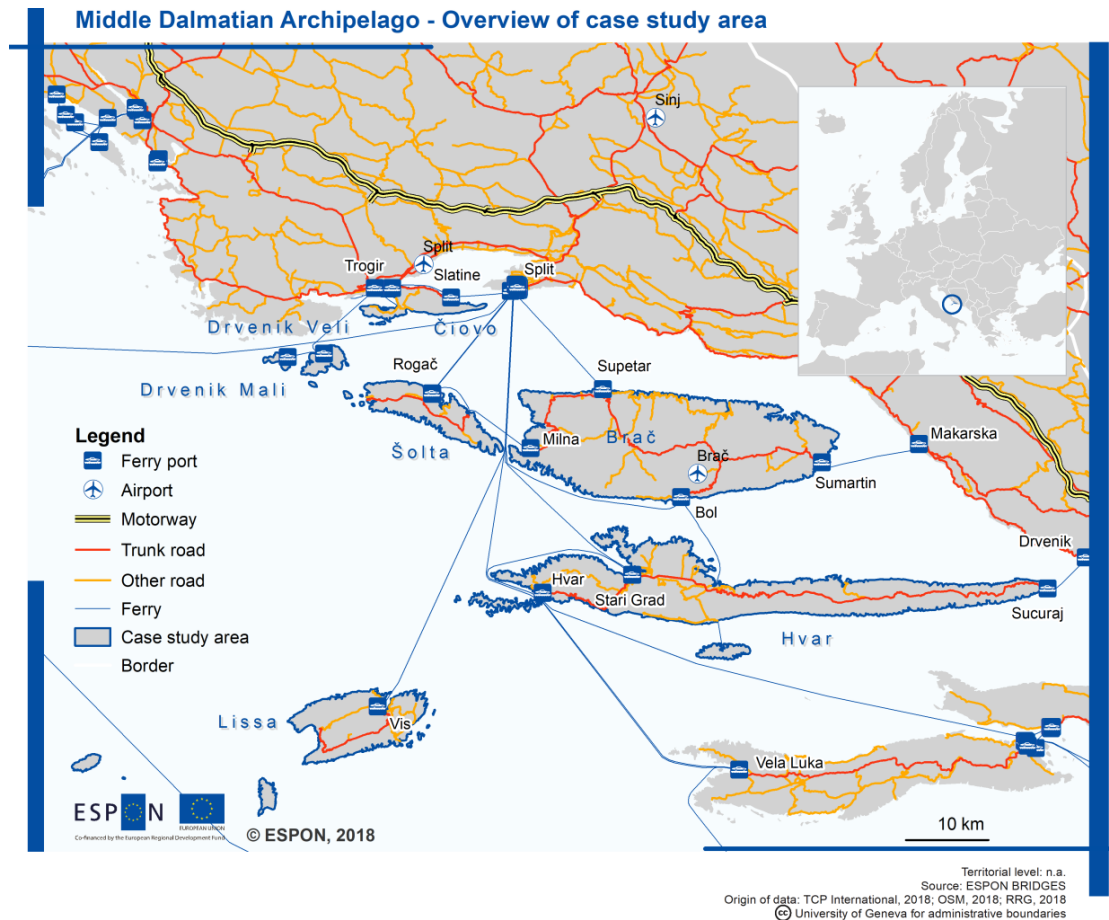 Middle Dalmatian Archipelago - Overview of case study area
Sinj
Split
Trogir
Slatine
Split
Drvenik Veli
Čiovo
Drvenik Mali
Rogač
Supetar
Legend
Ferry port
Airport
Motorway
Trunk road
Other road
Ferry
Case study area
Border
Šolta
Milna
Brač
Brač
Makarska
Sumartin
Bol
Drvenik
Hvar
Stari Grad
Sucuraj
Hvar
Lissa
Vis
Vela Luka
ESPON
EUROPEAN UNION
Co-financed by the European Regional Development Fund
© ESPON, 2018
10 km
Territorial level: n.a.
Source: ESPON BRIDGES
Origin of data: TCP International, 2018; OSM, 2018; RRG, 2018
cc University of Geneva for administrative boundaries